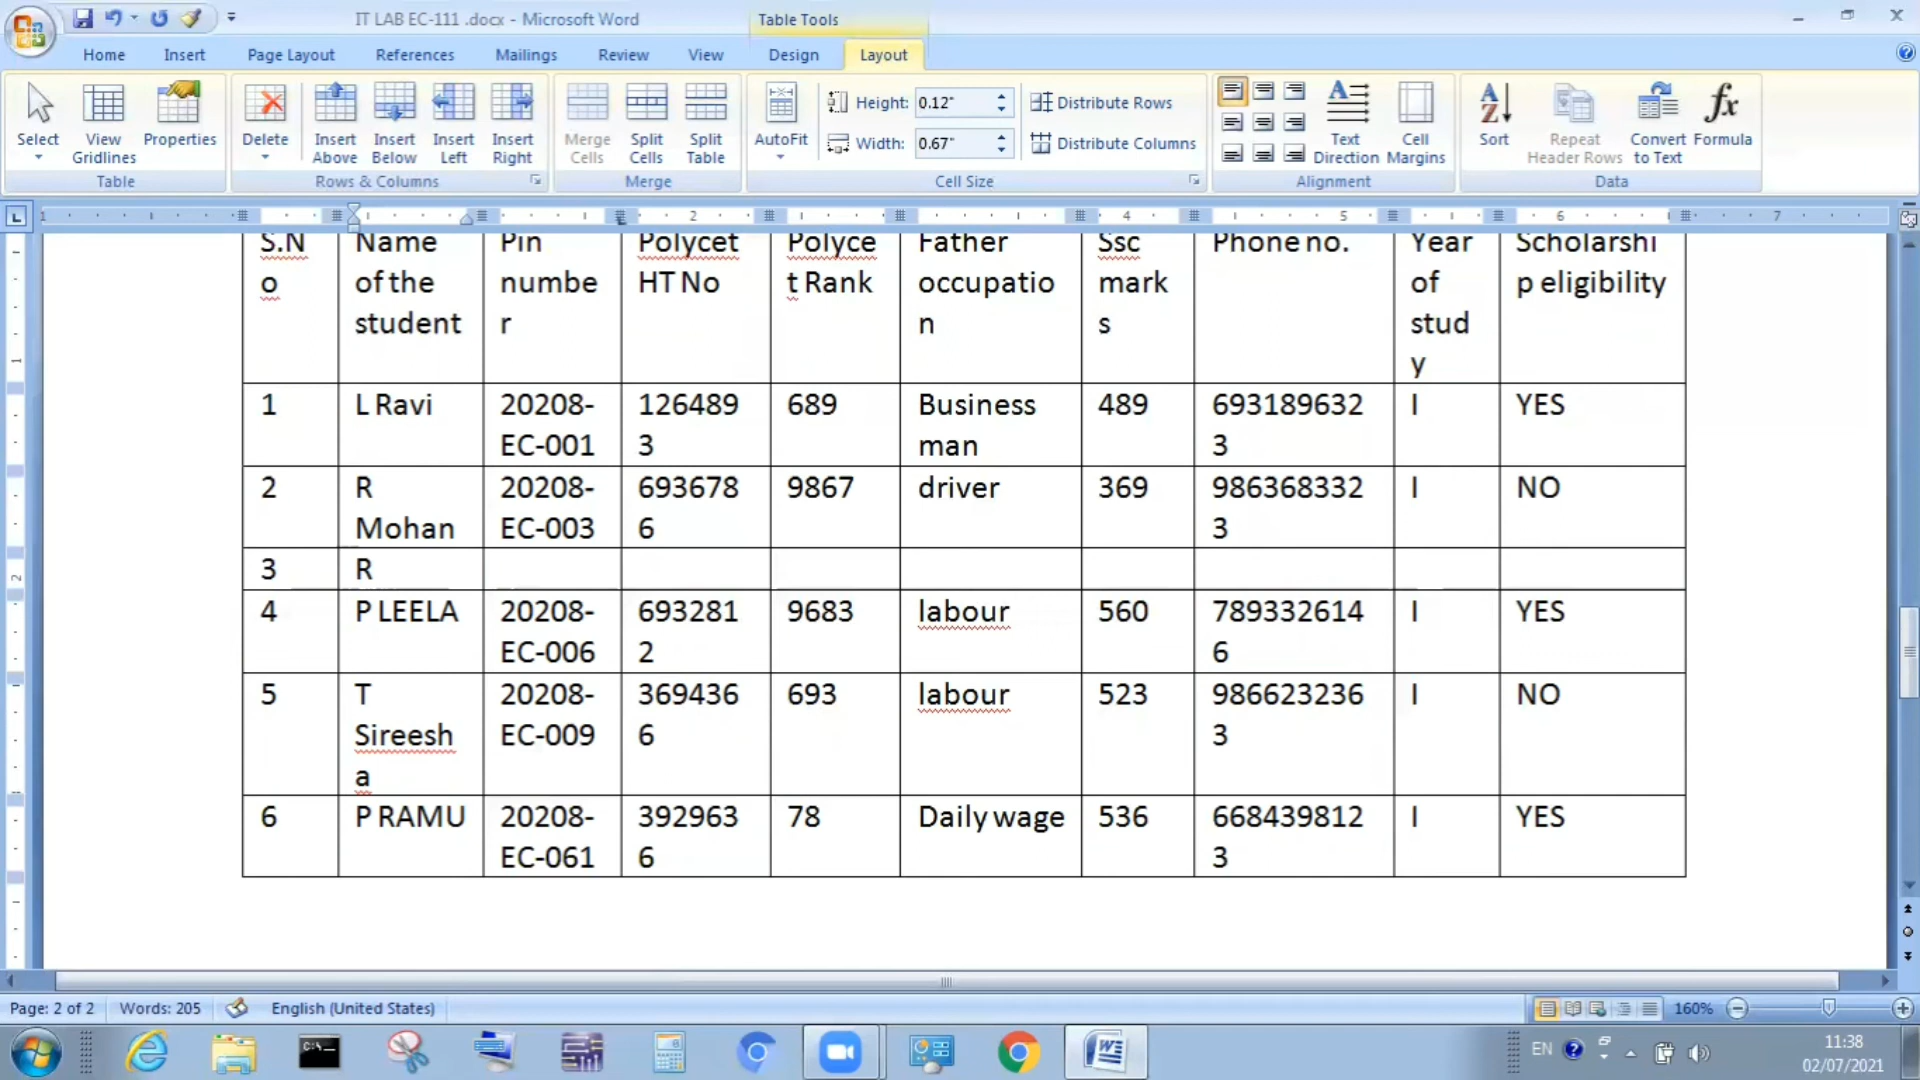 IT LAB EC-111 .docx - Microsoft Word
Table Tools
Home Insert Page Layout References Mailings Review View Design Layout
Select
View Gridlines
Properties
Table
Delete
Insert Above
Insert Below
Insert Left
Insert Right
Rows & Columns
Merge Cells
Split Cells
Split Table
Merge
AutoFit
Height: 0.12"
Width: 0.67"
Distribute Rows
Distribute Columns
Cell Size
Text Direction
Cell Margins
Alignment
A Z
Sort
Repeat Header Rows
Convert to Text
fx
Formula
Data
1 2 4 5 6 7
S.N
o
Name
of the
student
Pin
numbe
r
Polycet
HT No
Polyce
t Rank
Father
occupatio
n
Ssc
mark
s
Phone no.
Year
of
stud
y
Scholarshi
p eligibility
1
L Ravi
20208-
EC-001
126489
3
689
Business
man
489
693189632
3
I
YES
2
R
Mohan
20208-
EC-003
693678
6
9867
driver
369
986368332
3
I
NO
3
R
4
P LEELA
20208-
EC-006
693281
2
9683
labour
560
789332614
6
I
YES
5
T
Sireesh
a
20208-
EC-009
369436
6
693
labour
523
986623236
3
I
NO
6
P RAMU
20208-
EC-061
392963
6
78
Daily wage
536
668439812
3
I
YES
Page: 2 of 2 Words: 205 English (United States) 160%
C:\
EN
11:38
02/07/2021